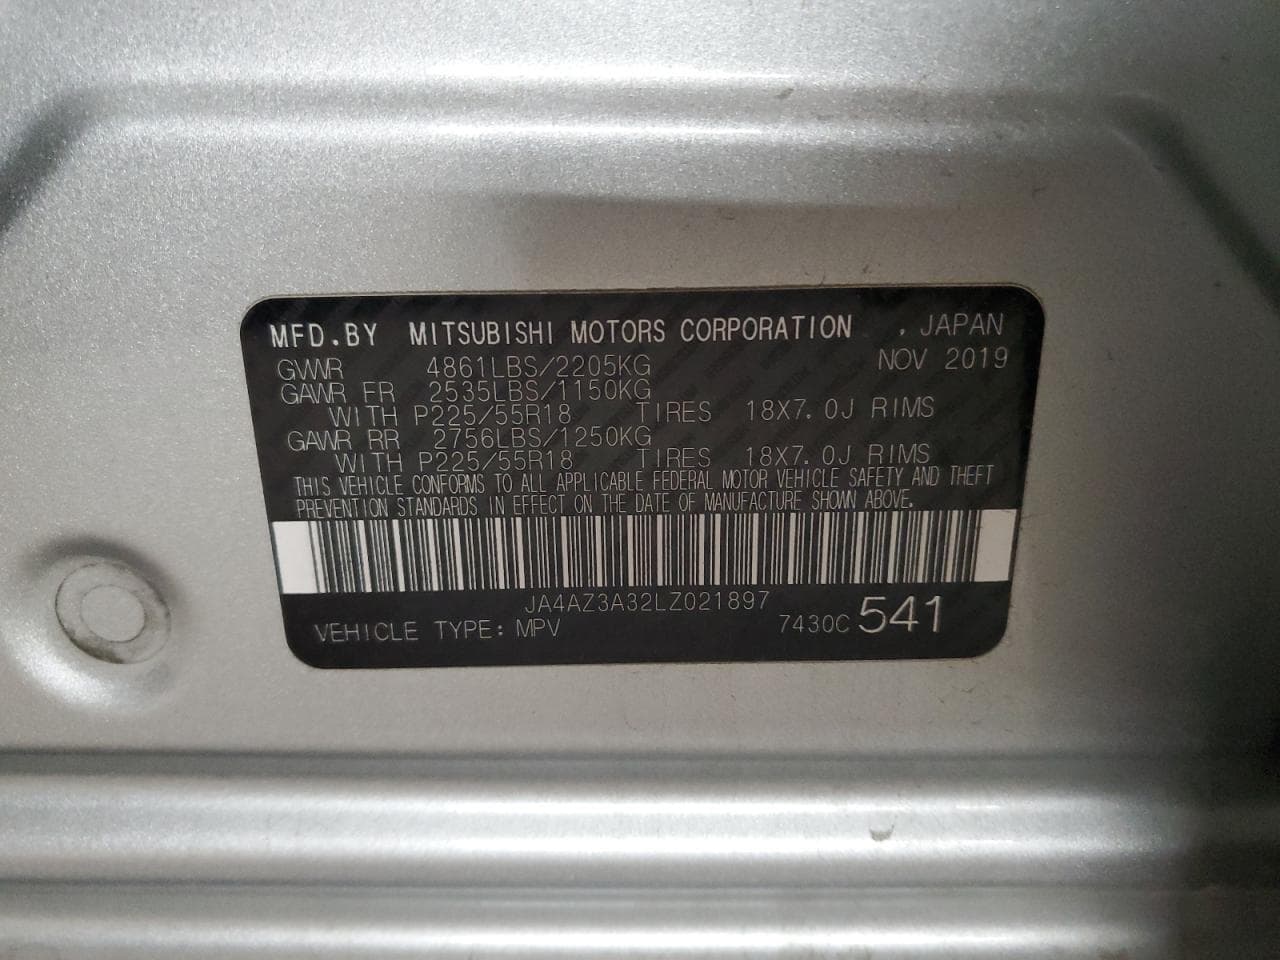 MFD.BY MITSUBISHI MOTORS CORPORATION , JAPAN
GVWR 4861LBS/2205KG NOV 2019
GAWR FR 2535LBS/1150KG
WITH P225/55R18 TIRES 18X7.0J RIMS
GAWR RR 2756LBS/1250KG
WITH P225/55R18 TIRES 18X7.0J RIMS
THIS VEHICLE CONFORMS TO ALL APPLICABLE FEDERAL MOTOR VEHICLE SAFETY AND THEFT
PREVENTION STANDARDS IN EFFECT ON THE DATE OF MANUFACTURE SHOWN ABOVE.
JA4AZ3A32LZ021897
VEHICLE TYPE: MPV 7430C 541